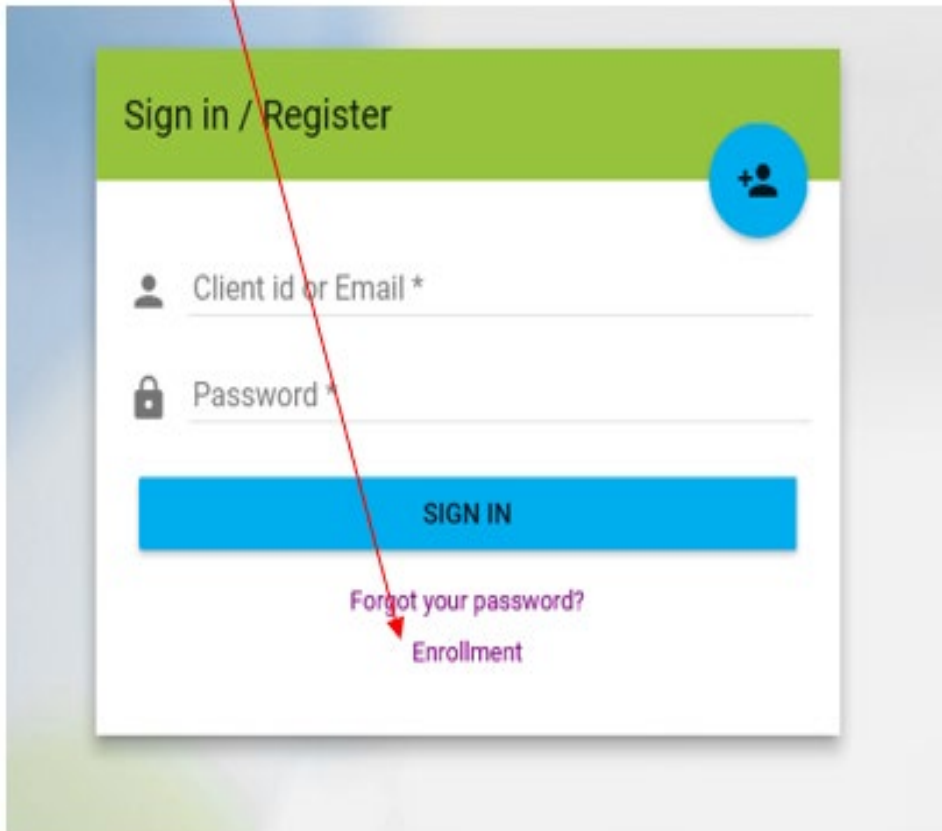 Sign in / Register
Client id or Email *
Password *
SIGN IN
Forgot your password?
Enrollment